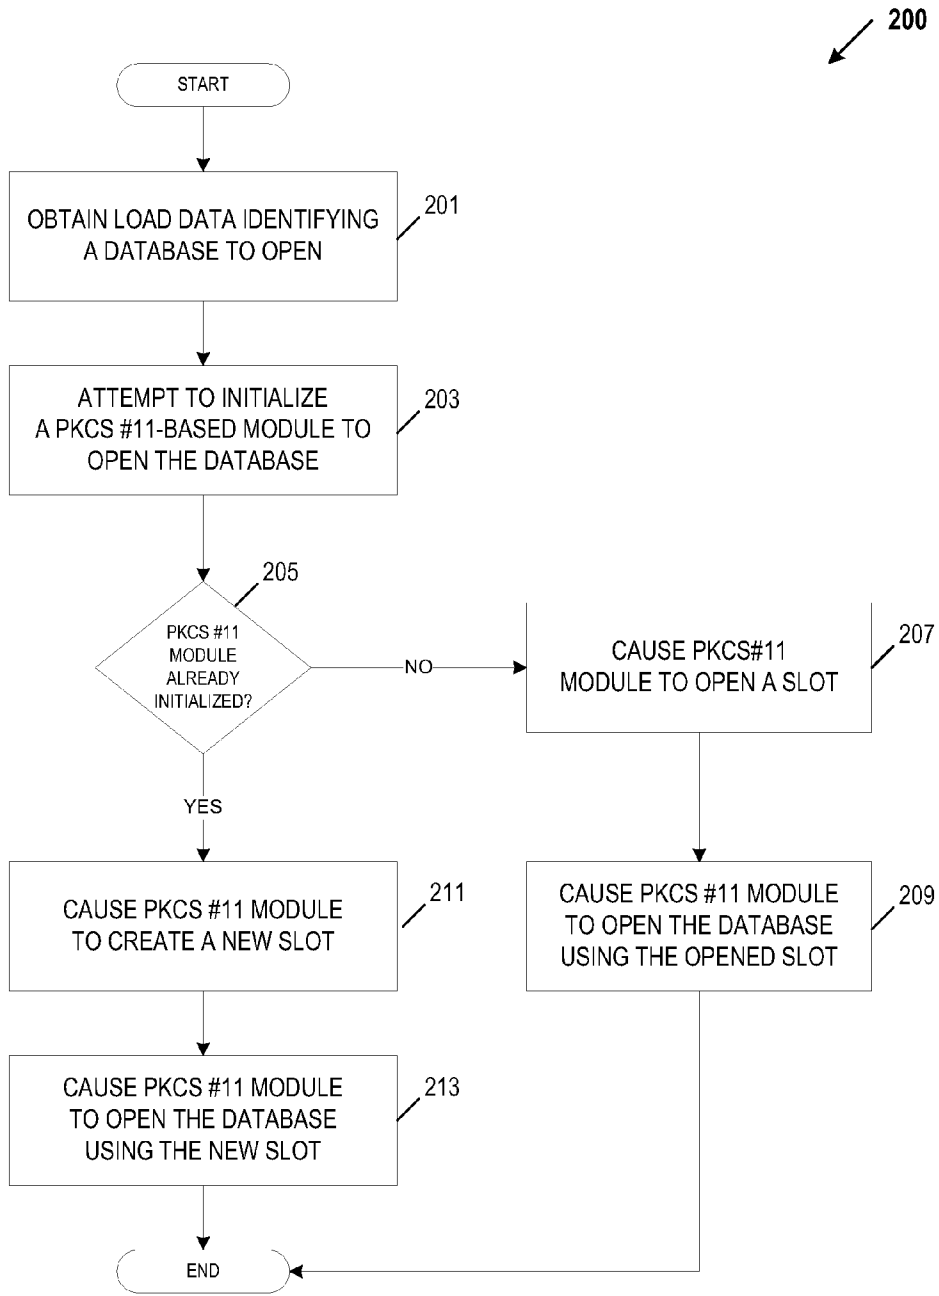 200
START
OBTAIN LOAD DATA IDENTIFYING
A DATABASE TO OPEN
201
ATTEMPT TO INITIALIZE
A PKCS #11-BASED MODULE TO
OPEN THE DATABASE
203
205
PKCS #11
MODULE
ALREADY
INITIALIZED?
NO
CAUSE PKCS#11
MODULE TO OPEN A SLOT
207
YES
CAUSE PKCS #11 MODULE
TO CREATE A NEW SLOT
211
CAUSE PKCS #11 MODULE
TO OPEN THE DATABASE
USING THE OPENED SLOT
209
CAUSE PKCS #11 MODULE
TO OPEN THE DATABASE
USING THE NEW SLOT
213
END